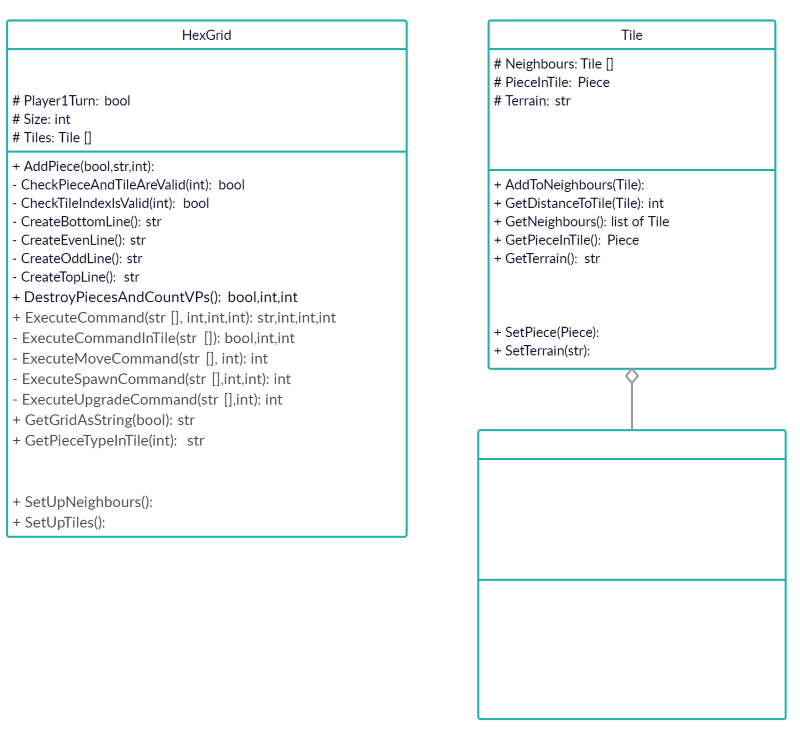 HexGrid
# Player1Turn: bool
# Size: int
# Tiles: Tile []
+ AddPiece(bool,str,int):
- CheckPieceAndTileAreValid(int): bool
- CheckTileIndexIsValid(int): bool
- CreateBottomLine(): str
- CreateEvenLine(): str
- CreateOddLine(): str
- CreateTopLine(): str
+ DestroyPiecesAndCountVPs(): bool,int,int
+ ExecuteCommand(str [], int,int,int): str,int,int,int
- ExecuteCommandInTile(str []): bool,int,int
- ExecuteMoveCommand(str [], int): int
- ExecuteSpawnCommand(str [],int,int): int
- ExecuteUpgradeCommand(str [],int): int
+ GetGridAsString(bool): str
+ GetPieceTypeInTile(int): str
+ SetUpNeighbours():
+ SetUpTiles():
Tile
# Neighbours: Tile []
# PieceInTile: Piece
# Terrain: str
+ AddToNeighbours(Tile):
+ GetDistanceToTile(Tile): int
+ GetNeighbours(): list of Tile
+ GetPieceInTile(): Piece
+ GetTerrain(): str
+ SetPiece(Piece):
+ SetTerrain(str):